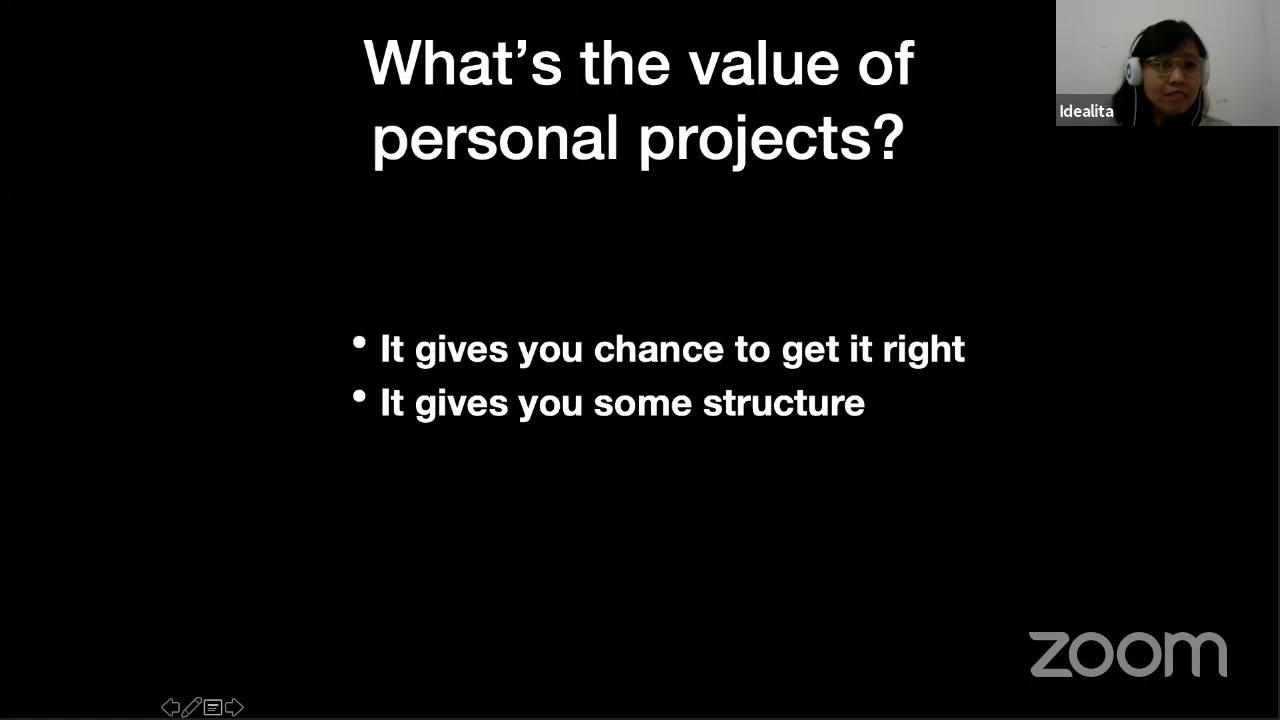 What’s the value of
personal projects?
Idealita
• It gives you chance to get it right
• It gives you some structure
zoom